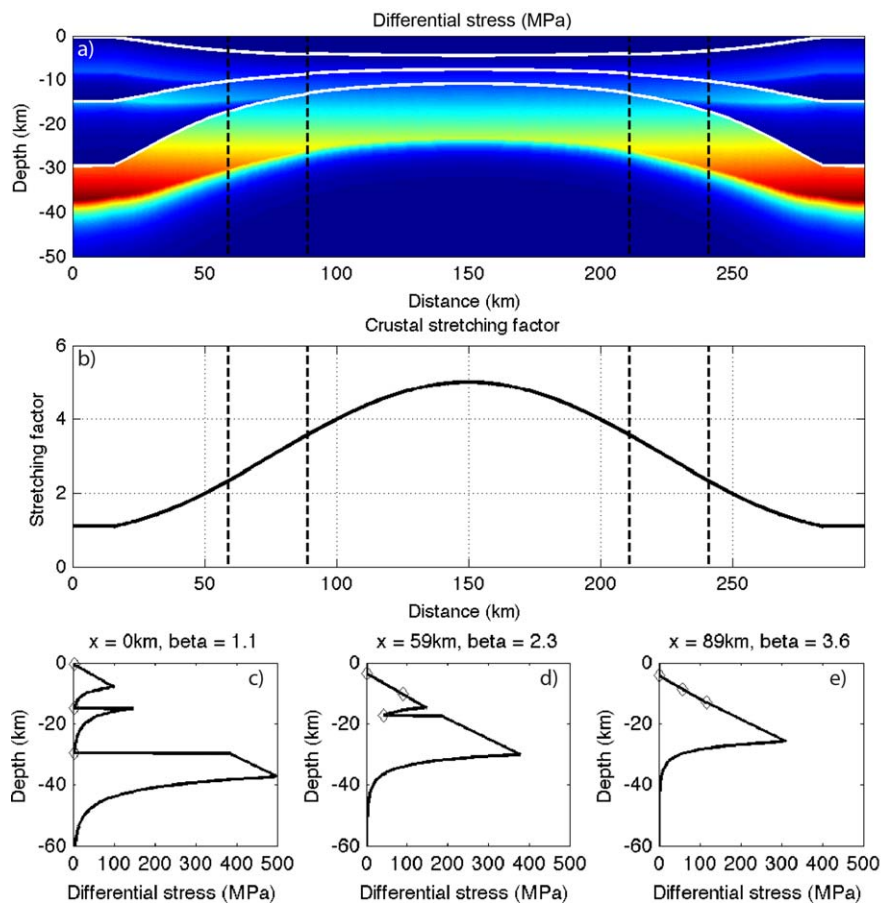 Differential stress (MPa)
a)
0
-10
-20
-30
-40
-50
Depth (km)
0 50 100 150 200 250
Distance (km)
Crustal stretching factor
b)
6
4
2
0
Stretching factor
0 50 100 150 200 250
Distance (km)
x = 0km, beta = 1.1
c)
0
-20
-40
-60
Depth (km)
0 100 200 300 400 500
Differential stress (MPa)
x = 59km, beta = 2.3
d)
0
-20
-40
-60
Depth (km)
0 100 200 300 400 500
Differential stress (MPa)
x = 89km, beta = 3.6
e)
0
-20
-40
-60
Depth (km)
0 100 200 300 400 500
Differential stress (MPa)